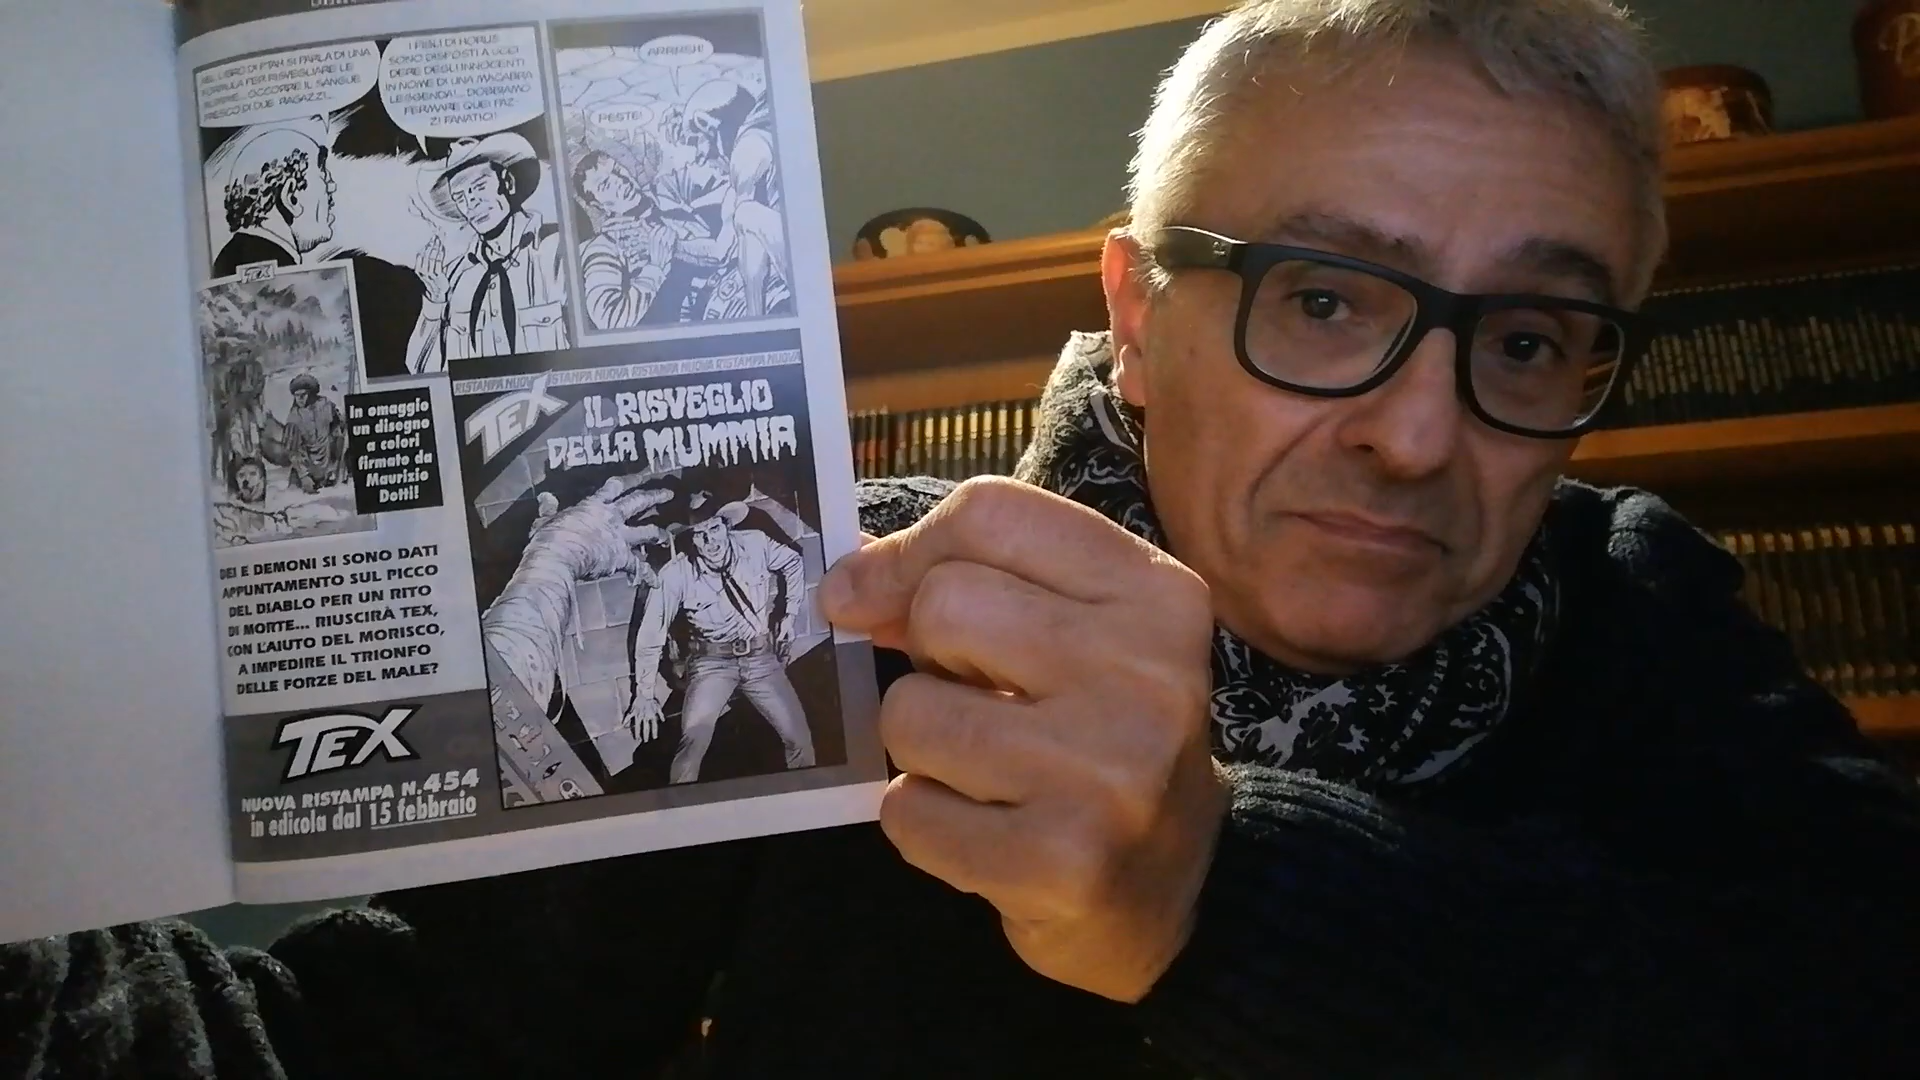 NEL LIBRO DI PTAH SI PARLA DI UNA
FORMULA PER RISVEGLIARE LE
MUMMIE... OCCORRE IL SANGUE
FRESCO DI DUE RAGAZZI...
I FIGLI DI HORUS
SONO DISPOSTI A UCCI
DERE DEGLI INNOCENTI
IN NOME DI UNA MACABRA
LEGGENDA!... DOBBIAMO
FERMARE QUEI FAZ-
ZI FANATICI!
PESTE!
TEX
In omaggio
un disegno
a colori
firmato da
Maurizio
Dotti!
RISTAMPA NUOVA RISTAMPA NUOVA RISTAMPA NUOVA RISTAMPA NUOVA
TEX
IL RISVEGLIO
DELLA MUMMIA
DEI E DEMONI SI SONO DATI
APPUNTAMENTO SUL PICCO
DEL DIABLO PER UN RITO
DI MORTE... RIUSCIRÀ TEX,
CON L'AIUTO DEL MORISCO,
A IMPEDIRE IL TRIONFO
DELLE FORZE DEL MALE?
TEX
NUOVA RISTAMPA N.454
in edicola dal 15 febbraio